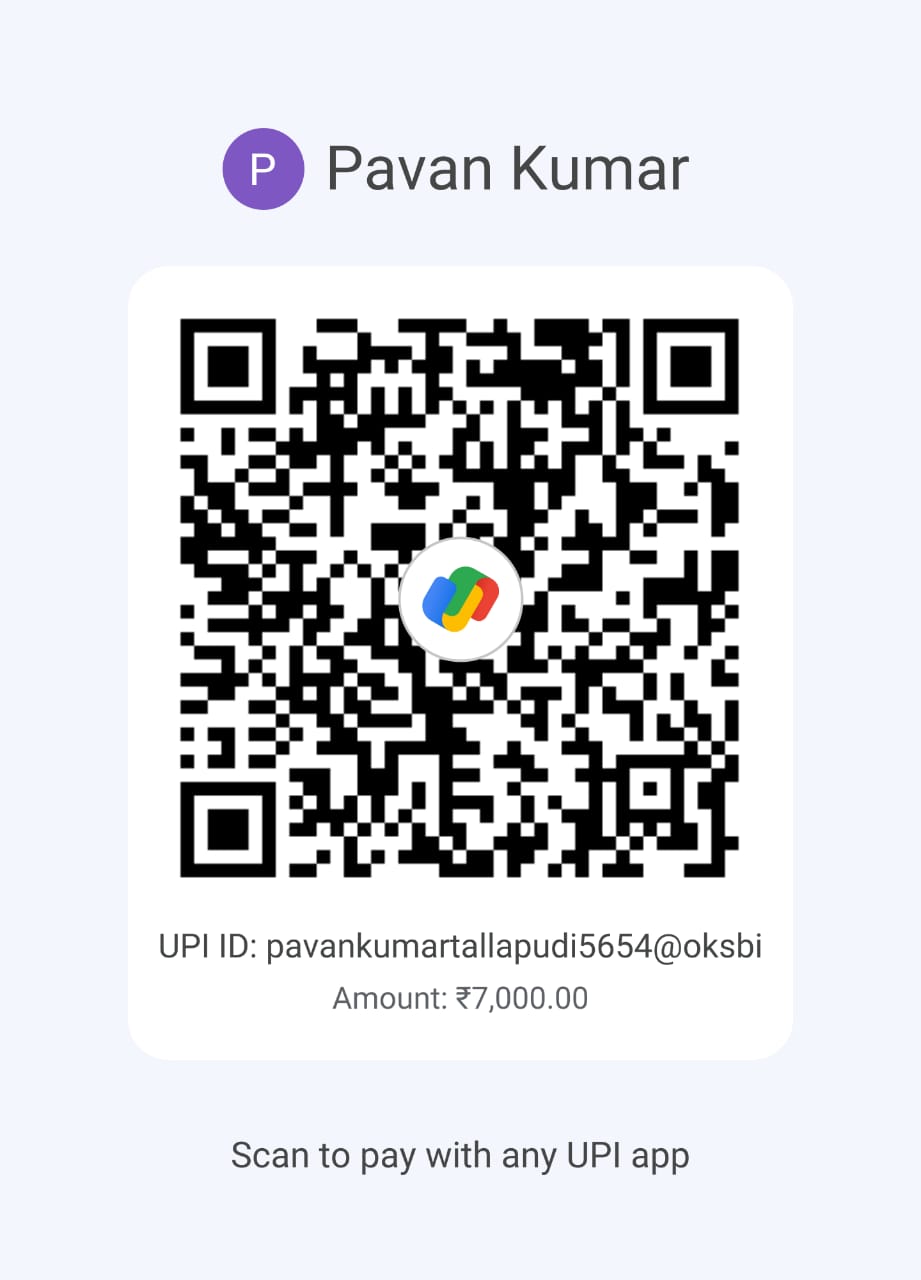 P Pavan Kumar
UPI ID: pavankumartallapudi5654@oksbi
Amount: ₹7,000.00
Scan to pay with any UPI app